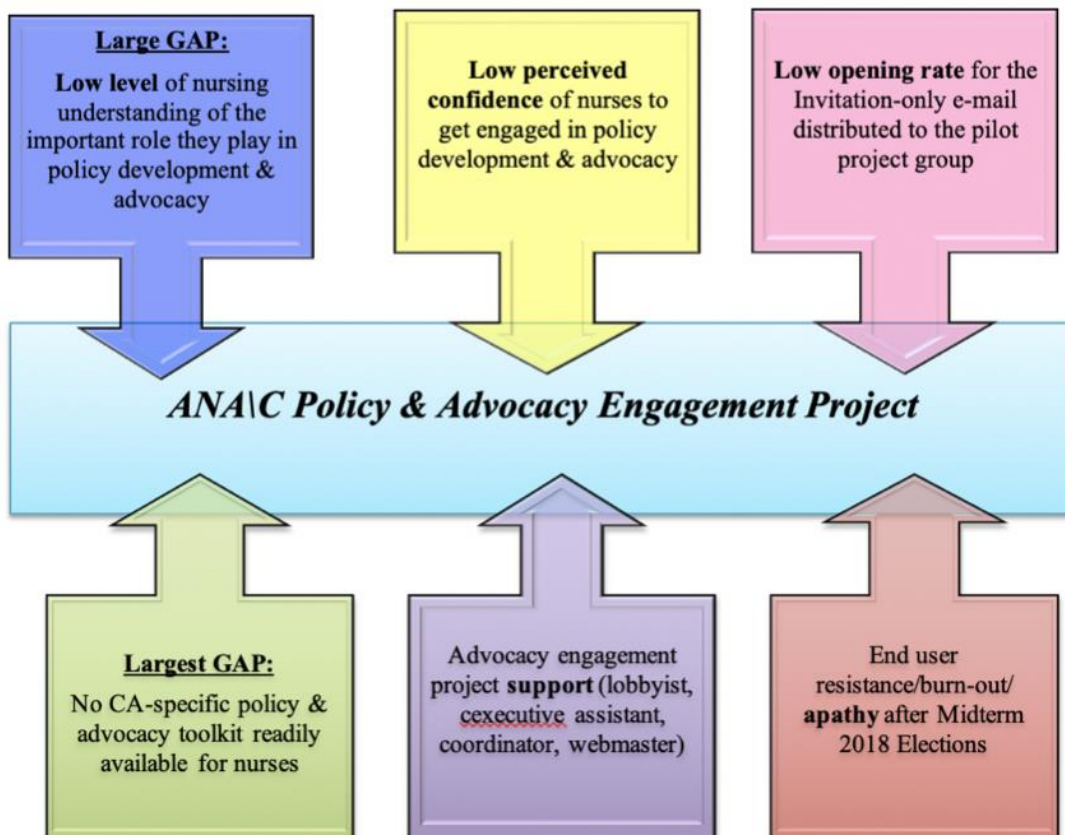 Large GAP:
Low level of nursing
understanding of the
important role they play in
policy development &
advocacy
Low perceived
confidence of nurses to
get engaged in policy
development & advocacy
Low opening rate for the
Invitation-only e-mail
distributed to the pilot
project group
ANA\C Policy & Advocacy Engagement Project
Largest GAP:
No CA-specific policy &
advocacy toolkit readily
available for nurses
Advocacy engagement
project support (lobbyist,
cexecutive assistant,
coordinator, webmaster)
End user
resistance/burn-out/
apathy after Midterm
2018 Elections